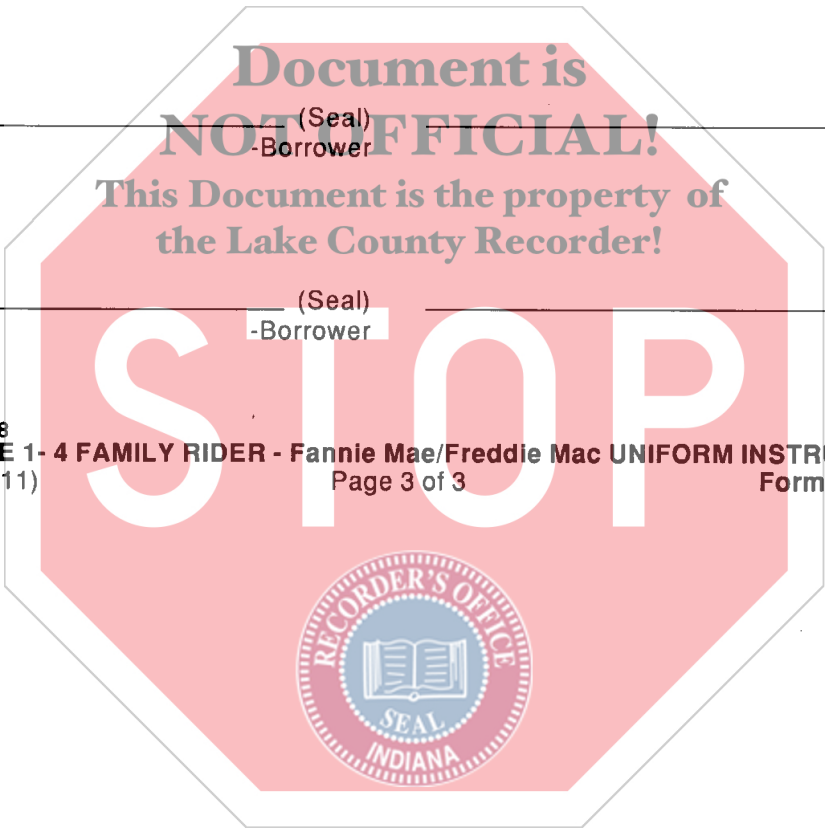 Document is
(Seal)
NOT OFFICIAL!
-Borrower
This Document is the property of
the Lake County Recorder!
(Seal)
-Borrower
STOP
8
E 1- 4 FAMILY RIDER - Fannie Mae/Freddie Mac UNIFORM INSTRU
11) Page 3 of 3 Form
RECORDER'S OFFICE
SEAL
INDIANA